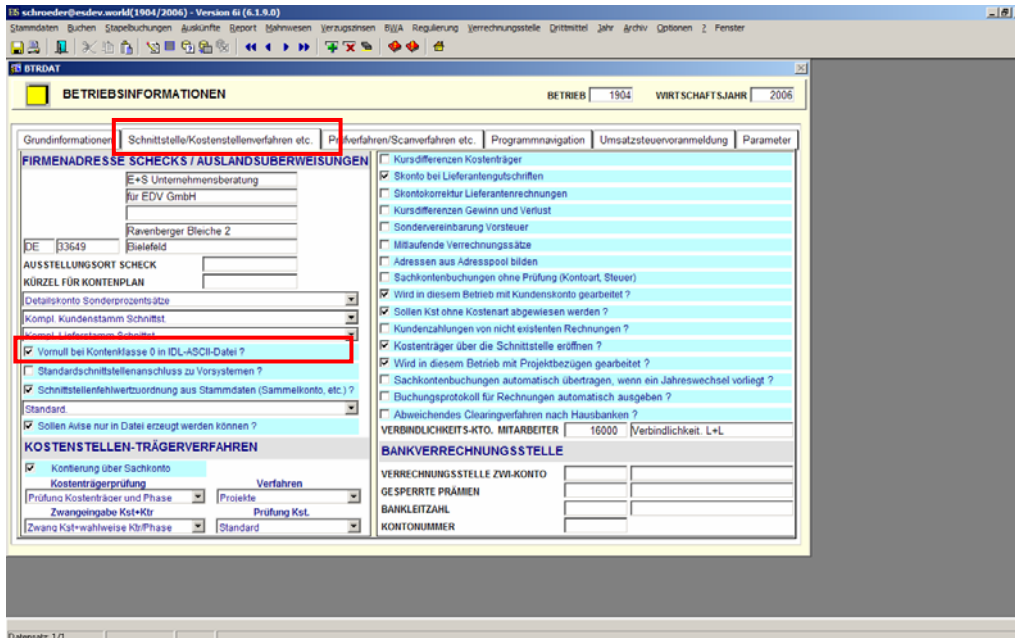 schroeder@esdev.world(1904/2006) - Version 6i (6.1.9.0)
Stammdaten Buchen Stapelbuchungen Auskünfte Report Mahnwesen Verzugszinsen BWA Regulierung Verrechnungsstelle Drittmittel Jahr Archiv Optionen ? Fenster
BTRDAT
BETRIEBSINFORMATIONEN
BETRIEB 1904 WIRTSCHAFTSJAHR 2006
Grundinformationen Schnittstelle/Kostenstellenverfahren etc. Prüfverfahren/Scanverfahren etc. Programmnavigation Umsatzsteuervoranmeldung Parameter
FIRMENADRESSE SCHECKS / AUSLANDSÜBERWEISUNGEN
E+S Unternehmensberatung
für EDV GmbH
Ravenberger Bleiche 2
DE 33649 Bielefeld
AUSSTELLUNGSORT SCHECK
KÜRZEL FÜR KONTENPLAN
Detailskonto Sonderprozentsätze
Kompl. Kundenstamm Schnittst.
Kompl. Lieferstamm Schnittst.
Vornull bei Kontenklasse 0 in IDL-ASCII-Datei ?
Standardschnittstellenanschluss zu Vorsystemen ?
Schnittstellenfehlwertzuordnung aus Stammdaten (Sammelkonto, etc.) ?
Standard.
Sollen Avise nur in Datei erzeugt werden können ?
KOSTENSTELLEN-TRÄGERVERFAHREN
Kontierung über Sachkonto
Kostenträgerprüfung Verfahren
Prüfung Kostenträger und Phase Projekte
Zwangeingabe Kst+Ktr Prüfung Kst.
Zwang Kst+wahlweise Ktr/Phase Standard
Kursdifferenzen Kostenträger
Skonto bei Lieferantengutschriften
Skontokorrektur Lieferantenrechnungen
Kursdifferenzen Gewinn und Verlust
Sondervereinbarung Vorsteuer
Mitlaufende Verrechnungssätze
Adressen aus Adresspool bilden
Sachkontenbuchungen ohne Prüfung (Kontoart, Steuer)
Wird in diesem Betrieb mit Kundenskonto gearbeitet ?
Sollen Kst ohne Kostenart abgewiesen werden ?
Kundenzahlungen von nicht existenten Rechnungen ?
Kostenträger über die Schnittstelle eröffnen ?
Wird in diesem Betrieb mit Projektbezügen gearbeitet ?
Sachkontenbuchungen automatisch übertragen, wenn ein Jahreswechsel vorliegt ?
Buchungsprotokoll für Rechnungen automatisch ausgeben ?
Abweichendes Clearingverfahren nach Hausbanken ?
VERBINDLICHKEITS-KTO. MITARBEITER 16000 Verbindlichkeit. L+L
BANKVERRECHNUNGSSTELLE
VERRECHNUNGSSTELLE ZWI-KONTO
GESPERRTE PRÄMIEN
BANKLEITZAHL
KONTONUMMER
Datensatz: 1/1